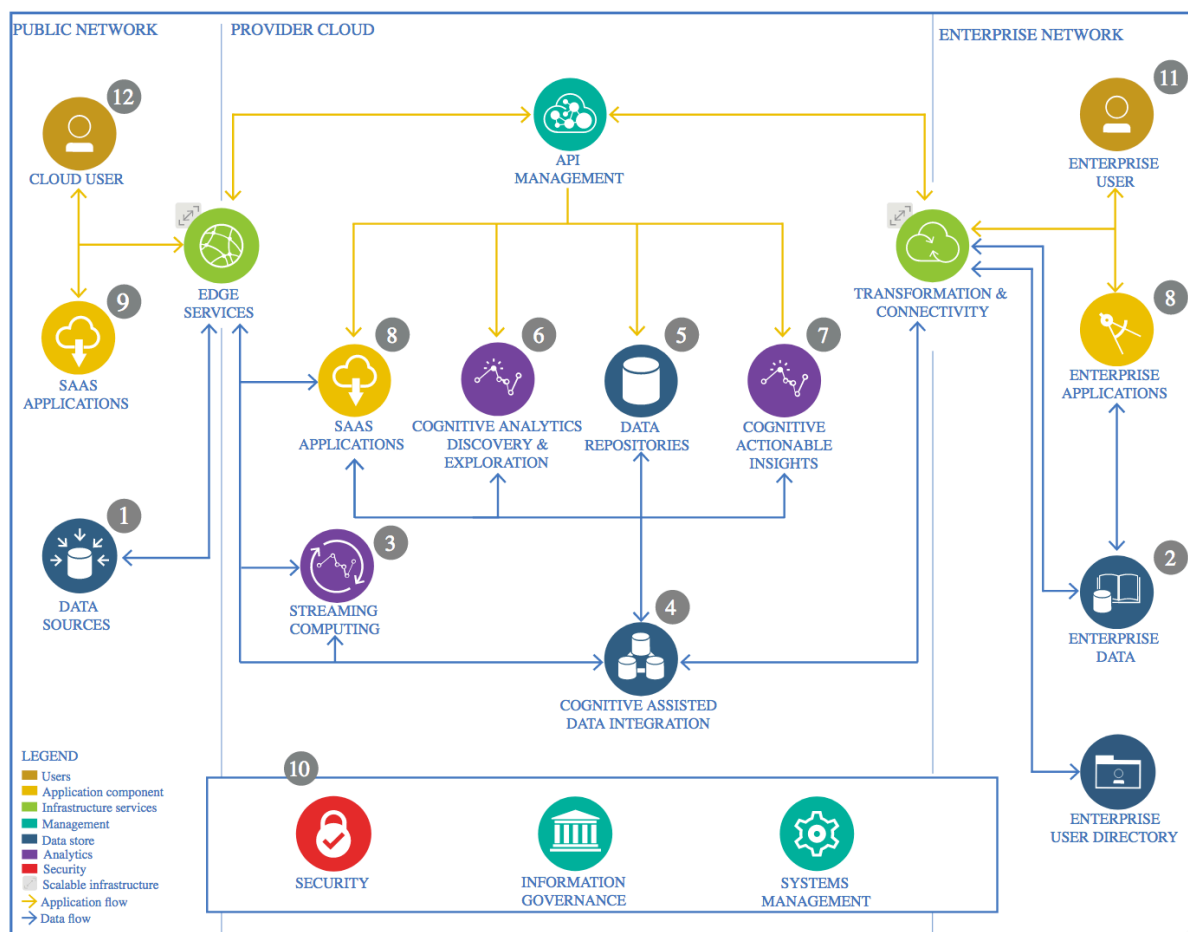 PUBLIC NETWORK
PROVIDER CLOUD
ENTERPRISE NETWORK
12
CLOUD USER
API
MANAGEMENT
11
ENTERPRISE
USER
EDGE
SERVICES
TRANSFORMATION &
CONNECTIVITY
9
SAAS
APPLICATIONS
8
SAAS
APPLICATIONS
6
COGNITIVE ANALYTICS
DISCOVERY &
EXPLORATION
5
DATA
REPOSITORIES
7
COGNITIVE
ACTIONABLE
INSIGHTS
8
ENTERPRISE
APPLICATIONS
1
DATA
SOURCES
3
STREAMING
COMPUTING
4
COGNITIVE ASSISTED
DATA INTEGRATION
2
ENTERPRISE
DATA
ENTERPRISE
USER DIRECTORY
LEGEND
Users
Application component
Infrastructure services
Management
Data store
Analytics
Security
Scalable infrastructure
Application flow
Data flow
10
SECURITY
INFORMATION
GOVERNANCE
SYSTEMS
MANAGEMENT